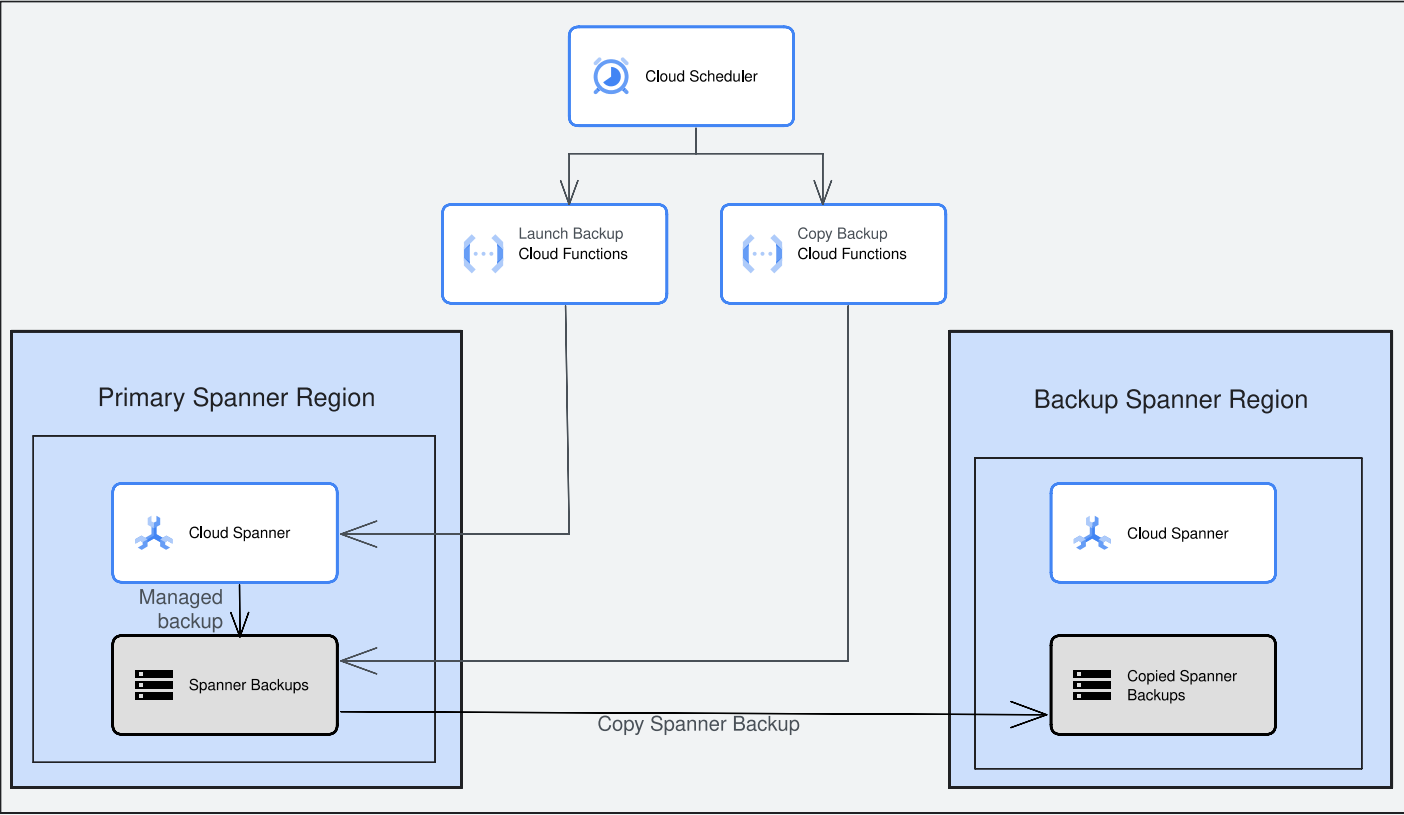 Cloud Scheduler
Launch Backup
Cloud Functions
Copy Backup
Cloud Functions
Primary Spanner Region
Cloud Spanner
Managed
backup
Spanner Backups
Copy Spanner Backup
Backup Spanner Region
Cloud Spanner
Copied Spanner
Backups